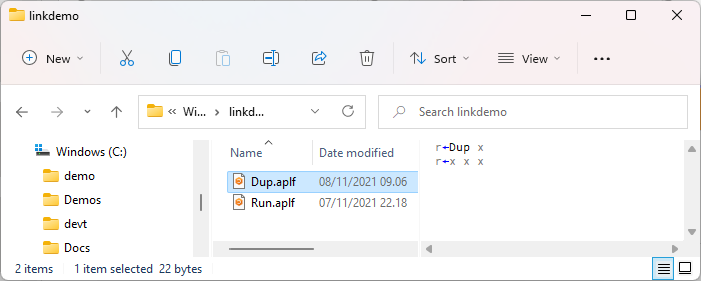 linkdemo
New Sort View •••
« Wi... › linkd... Search linkdemo
Windows (C:)
demo
Demos
devt
Docs
Name Date modified
Dup.aplf 08/11/2021 09.06
Run.aplf 07/11/2021 22.18
r←Dup x
r←x x x
2 items 1 item selected 22 bytes